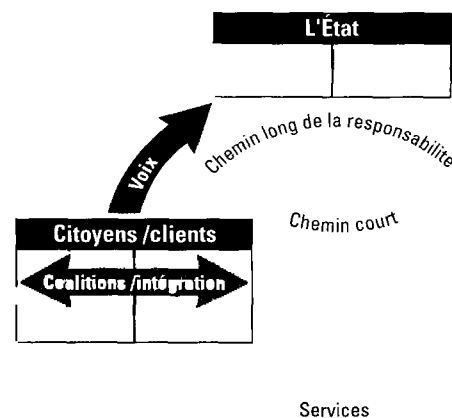 L'État
Chemin long de la responsabilité
Voix
Chemin court
Citoyens /clients
Coalitions /intégration
Services